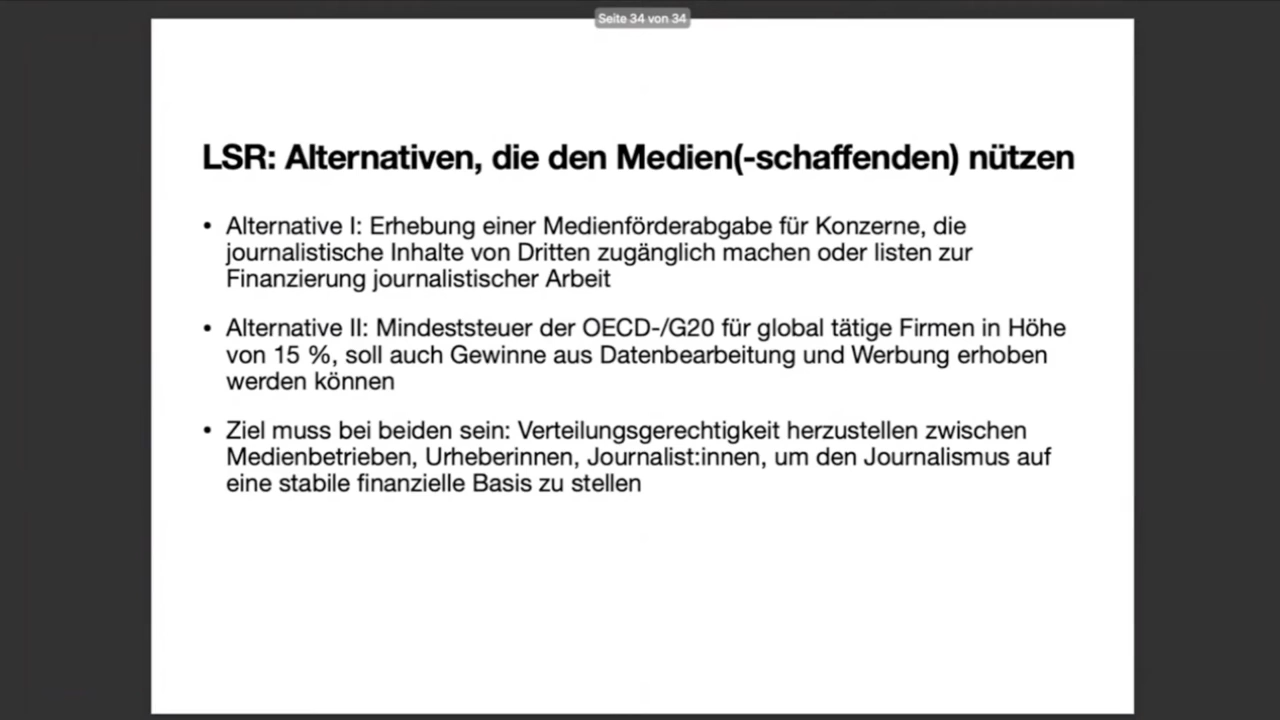 Seite 34 von 34
LSR: Alternativen, die den Medien(-schaffenden) nützen
• Alternative I: Erhebung einer Medienförderabgabe für Konzerne, die
journalistische Inhalte von Dritten zugänglich machen oder listen zur
Finanzierung journalistischer Arbeit
• Alternative II: Mindeststeuer der OECD-/G20 für global tätige Firmen in Höhe
von 15 %, soll auch Gewinne aus Datenbearbeitung und Werbung erhoben
werden können
• Ziel muss bei beiden sein: Verteilungsgerechtigkeit herzustellen zwischen
Medienbetrieben, Urheberinnen, Journalist:innen, um den Journalismus auf
eine stabile finanzielle Basis zu stellen